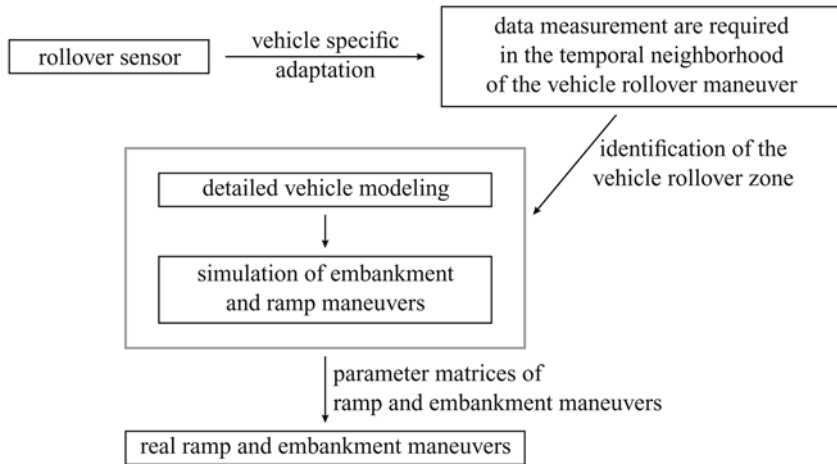 rollover sensor
vehicle specific
adaptation
data measurement are required
in the temporal neighborhood
of the vehicle rollover maneuver
identification of the
vehicle rollover zone
detailed vehicle modeling
simulation of embankment
and ramp maneuvers
parameter matrices of
ramp and embankment maneuvers
real ramp and embankment maneuvers